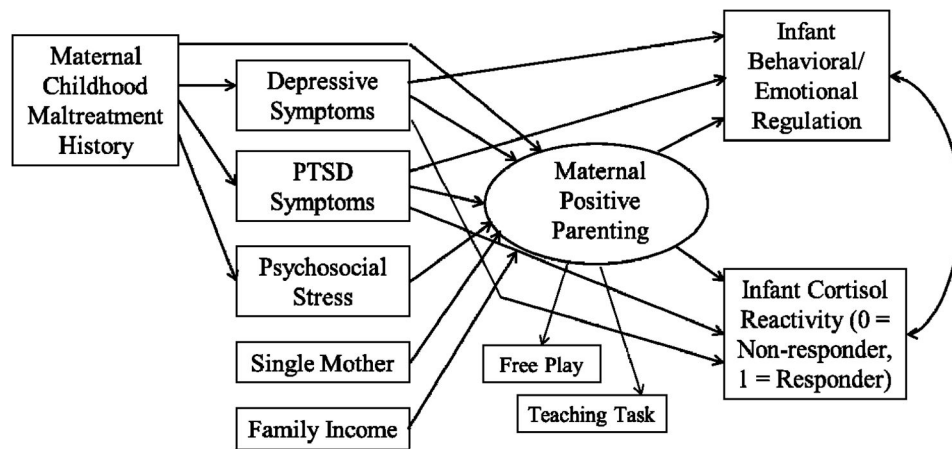 Maternal
Childhood
Maltreatment
History
Depressive
Symptoms
PTSD
Symptoms
Psychosocial
Stress
Single Mother
Family Income
Maternal
Positive
Parenting
Free Play
Teaching Task
Infant
Behavioral/
Emotional
Regulation
Infant Cortisol
Reactivity (0 =
Non-responder,
1 = Responder)